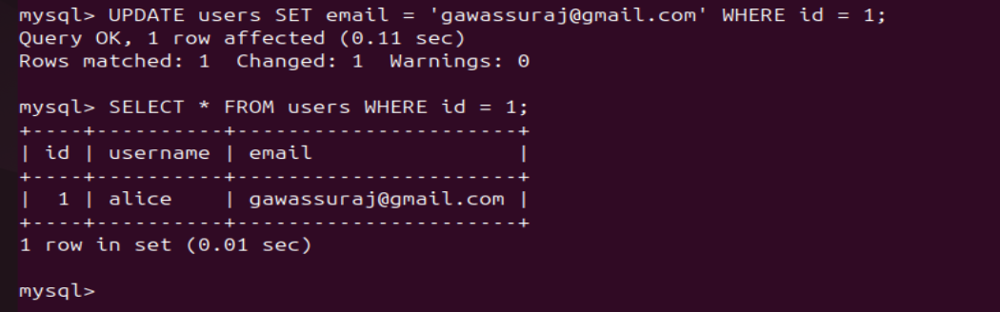 mysql> UPDATE users SET email = 'gawassuraj@gmail.com' WHERE id = 1;
Query OK, 1 row affected (0.11 sec)
Rows matched: 1  Changed: 1  Warnings: 0
mysql> SELECT * FROM users WHERE id = 1;
+----+----------+----------------------+
| id | username | email                |
+----+----------+----------------------+
|  1 | alice    | gawassuraj@gmail.com |
+----+----------+----------------------+
1 row in set (0.01 sec)
mysql>